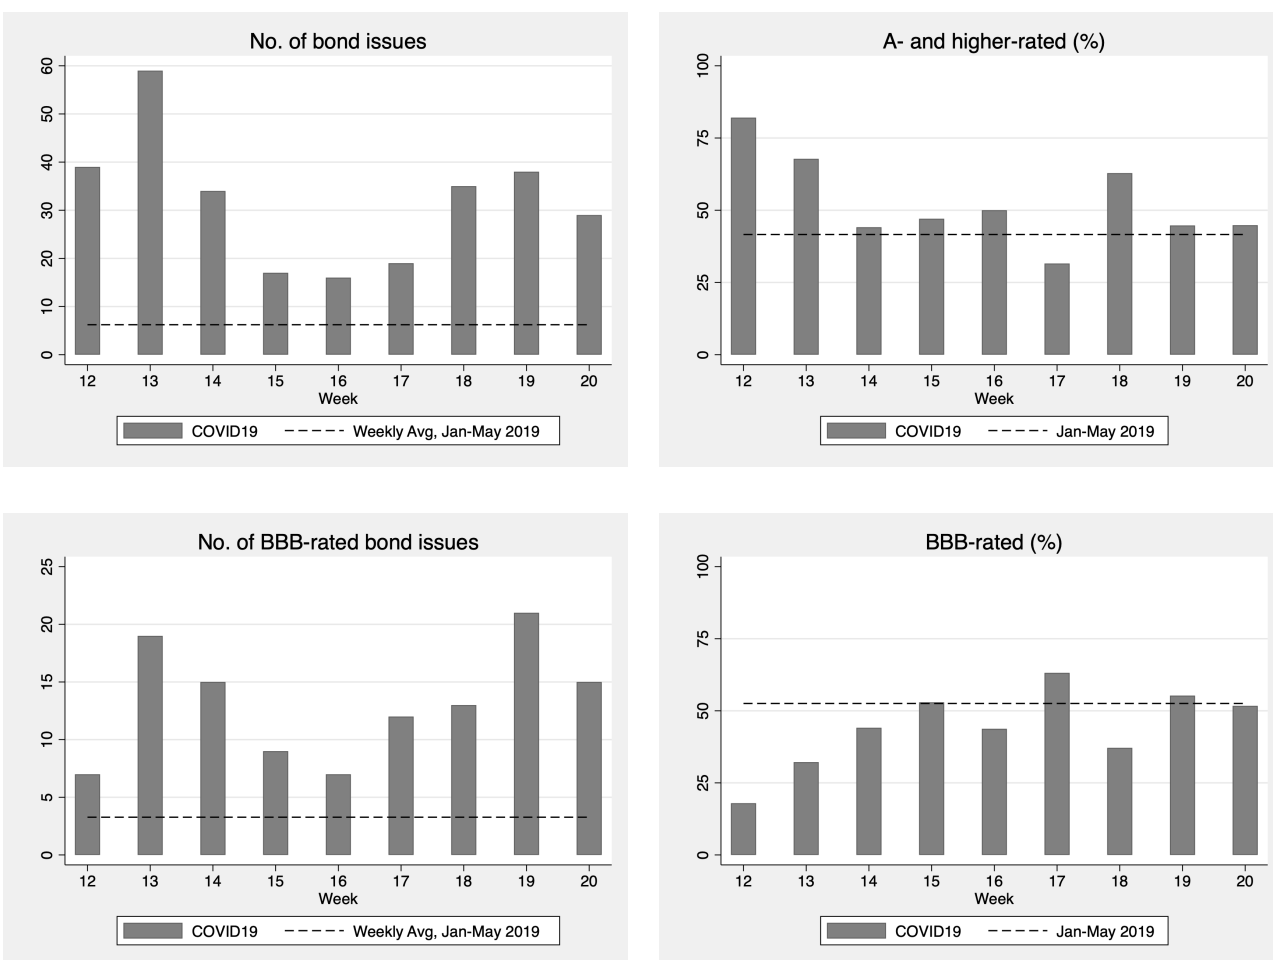 No. of bond issues
60
50
40
30
20
10
0
12 13 14 15 16 17 18 19 20
Week
COVID19 Weekly Avg, Jan-May 2019
A- and higher-rated (%)
100
75
50
25
0
12 13 14 15 16 17 18 19 20
Week
COVID19 Jan-May 2019
No. of BBB-rated bond issues
25
20
15
10
5
0
12 13 14 15 16 17 18 19 20
Week
COVID19 Weekly Avg, Jan-May 2019
BBB-rated (%)
100
75
50
25
0
12 13 14 15 16 17 18 19 20
Week
COVID19 Jan-May 2019